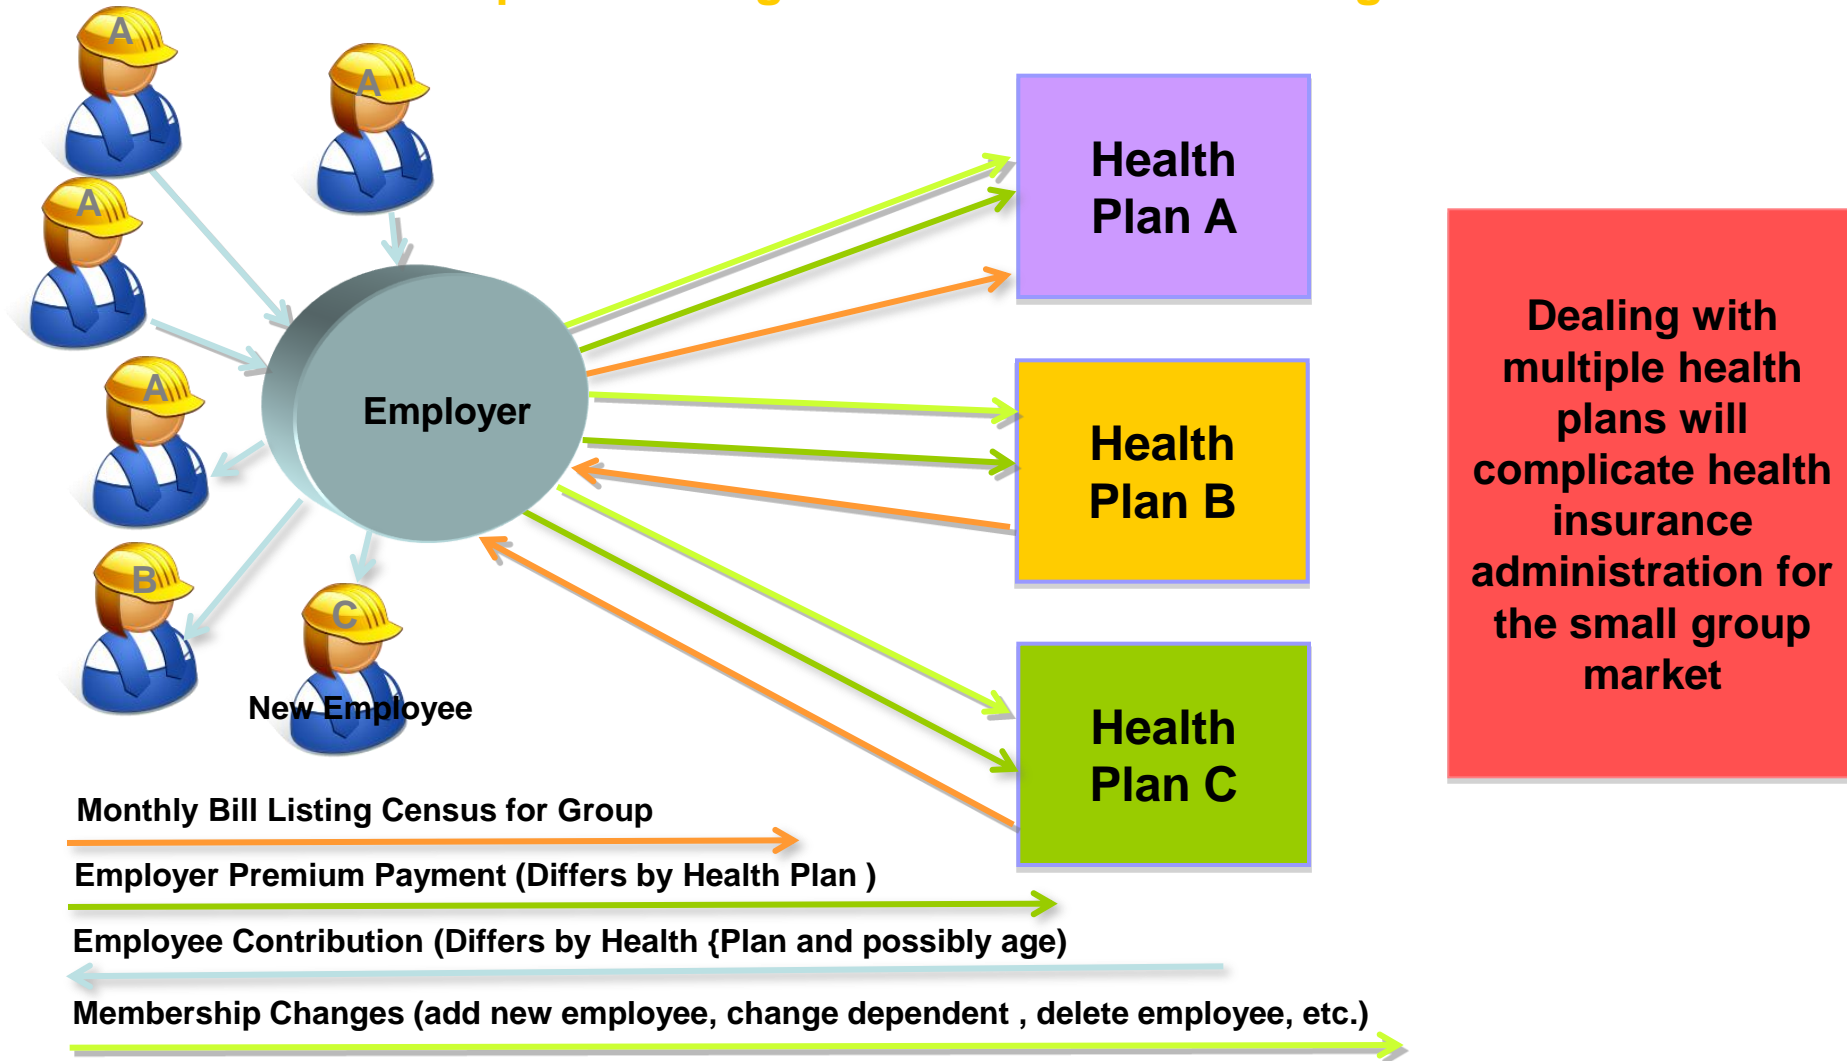 A
A
A
A
B
C
New Employee
Employer
Health
Plan A
Health
Plan B
Health
Plan C
Dealing with
multiple health
plans will
complicate health
insurance
administration for
the small group
market
Monthly Bill Listing Census for Group
Employer Premium Payment (Differs by Health Plan )
Employee Contribution (Differs by Health {Plan and possibly age)
Membership Changes (add new employee, change dependent , delete employee, etc.)